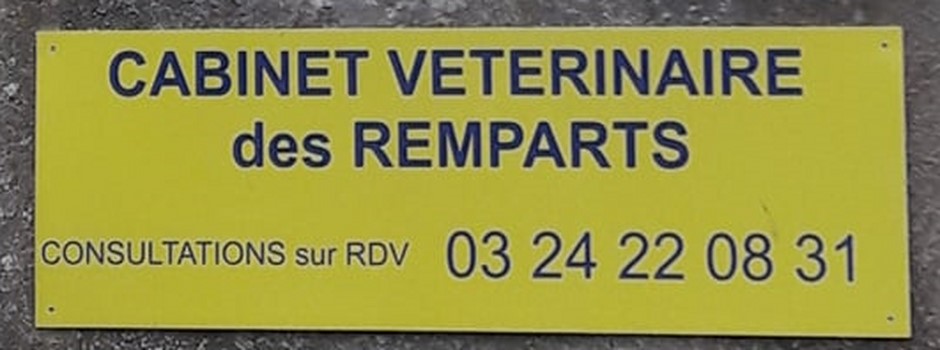 CABINET VETERINAIRE
des REMPARTS
CONSULTATIONS sur RDV 03 24 22 08 31